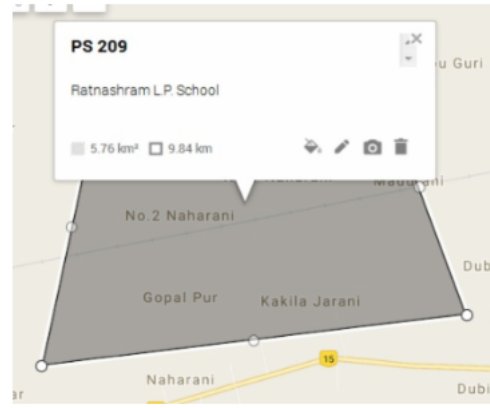 PS 209
Ratnashram L.P. School
5.76 km² 9.84 km
Guri
Madurani
No.2 Naharani
Gopal Pur
Kakila Jarani
Dub
15
Naharani
Dubi